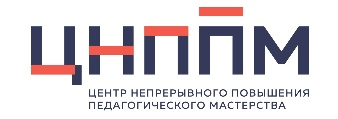 ЦНППМ
ЦЕНТР НЕПРЕРЫВНОГО ПОВЫШЕНИЯ
ПЕДАГОГИЧЕСКОГО МАСТЕРСТВА